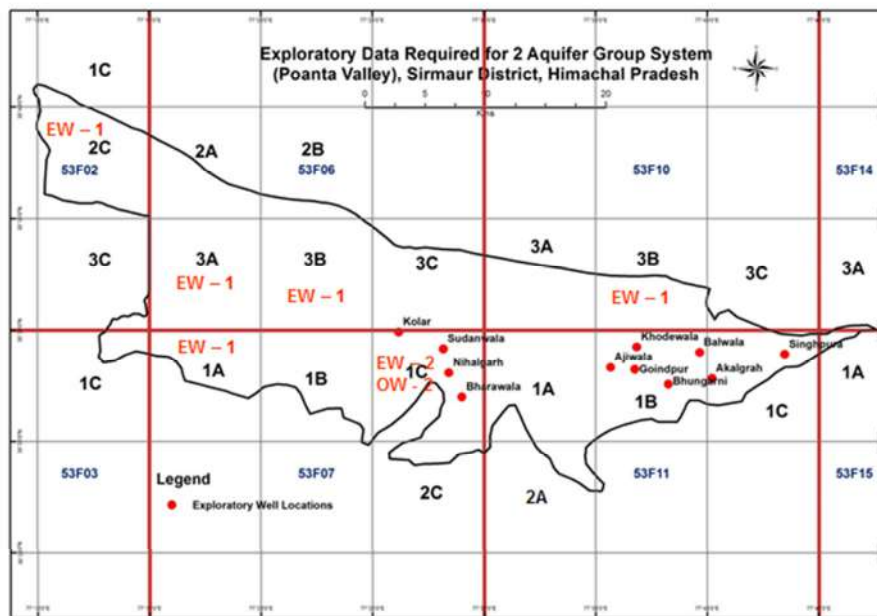 Exploratory Data Required for 2 Aquifer Group System
(Poanta Valley), Sirmaur District, Himachal Pradesh
0 5 10 20
Kms
1C
EW – 1
2C 2A 2B
53F02 53F06 53F10 53F14
3A
3C 3A 3B 3C 3B 3C 3A
EW – 1
EW – 1 EW – 1
Kolar
Sudanwala Khodewala Balwala Singhpura
EW – 1
EW – 2 Nihalgarh Ajiwala Goindpur Akalgrah
1C 1A 1B 1C 1A
OW - 2 Bharawala 1A 1B Bhungarni 1C
53F03 53F07 53F11 53F15
Legend
2C 2A
Exploratory Well Locations